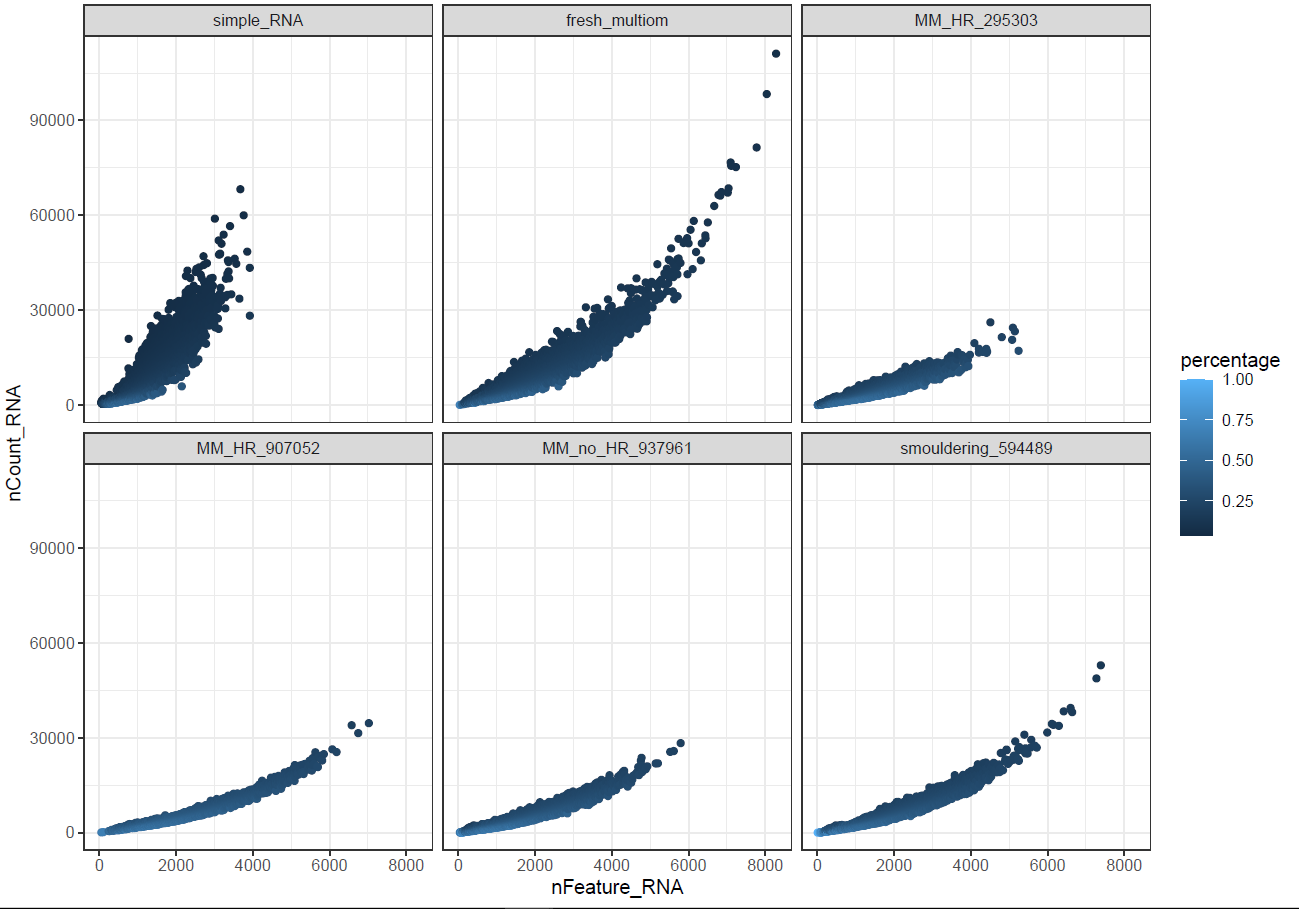 simple_RNA
fresh_multiom
MM_HR_295303
90000
60000
30000
0
MM_HR_907052
MM_no_HR_937961
smouldering_594489
90000
60000
30000
0
0 2000 4000 6000 8000
0 2000 4000 6000 8000
0 2000 4000 6000 8000
nFeature_RNA
nCount_RNA
percentage
1.00
0.75
0.50
0.25